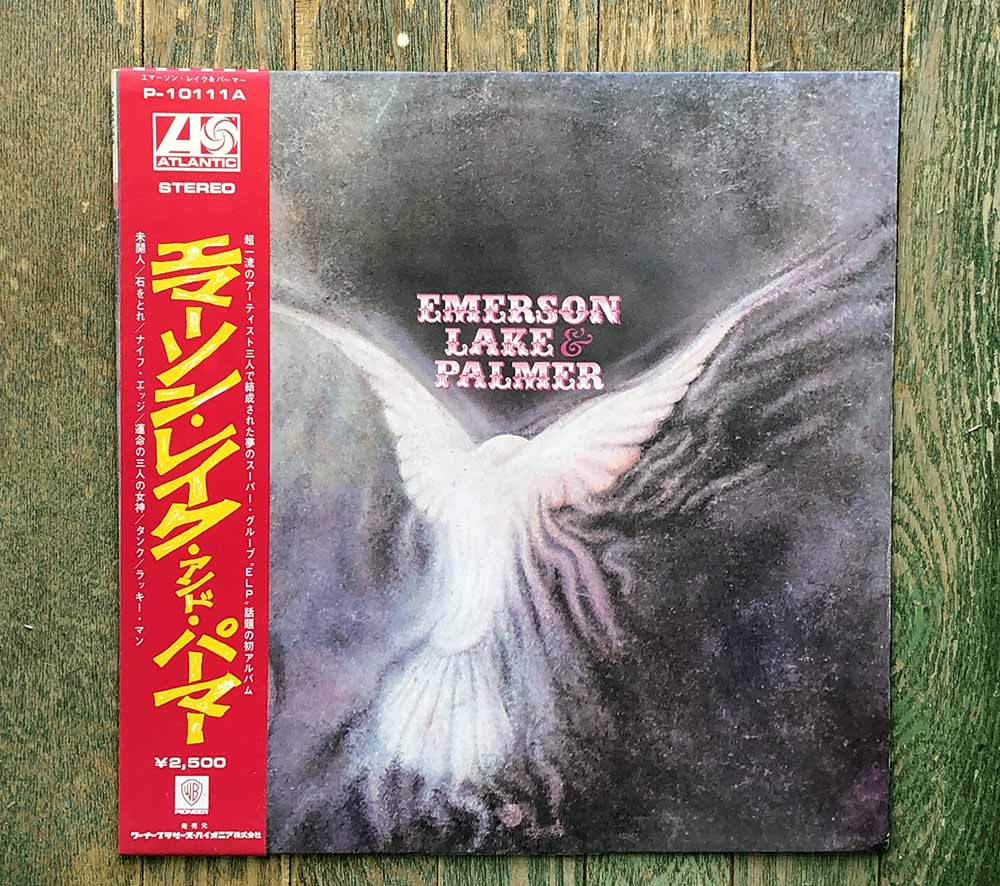 エマーソン・レイク&パーマー
P-10111A
ATLANTIC
STEREO
超一流のアーティスト三人で結成された夢のスーパー・グループ“ELP”話題の初アルバム
エマーソン・レイク・アンド・パーマー
未開人/石をとれ/ナイフ・エッジ/運命の三人の女神/タンク/ラッキー・マン
¥2,500
WB
PIONEER
発売元
ワーナーブラザーズ・パイオニア株式会社
EMERSON
LAKE &
PALMER